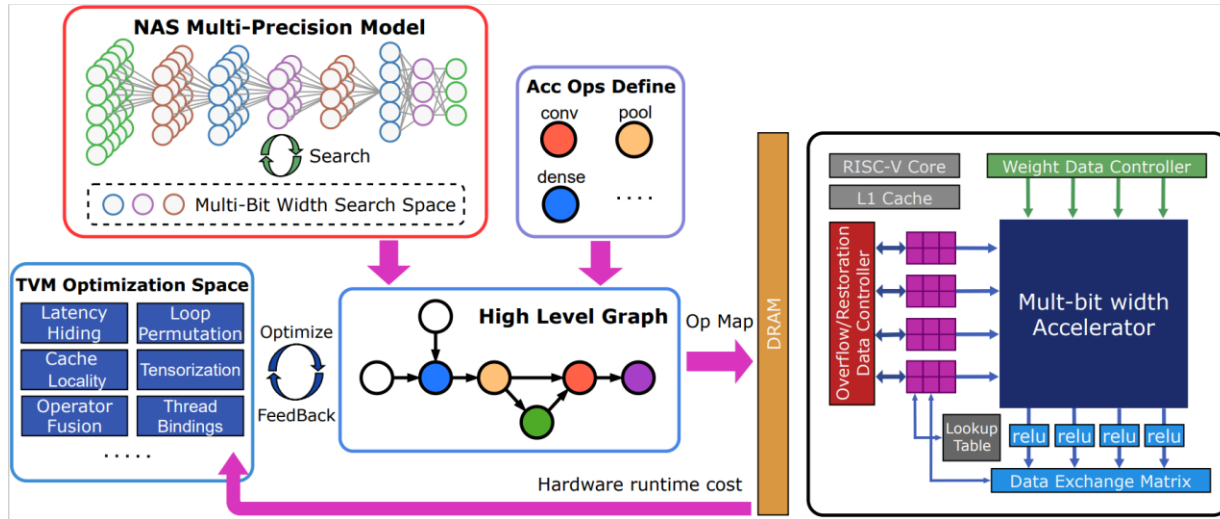 NAS Multi-Precision Model
Search
Multi-Bit Width Search Space
Acc Ops Define
conv
pool
dense
....
TVM Optimization Space
Latency
Hiding
Loop
Permutation
Cache
Locality
Tensorization
Operator
Fusion
Thread
Bindings
.....
Optimize
FeedBack
High Level Graph
Op Map
Hardware runtime cost
DRAM
RISC-V Core
L1 Cache
Weight Data Controller
Overflow/Restoration
Data Controller
Mult-bit width
Accelerator
Lookup
Table
relu
relu
relu
relu
Data Exchange Matrix